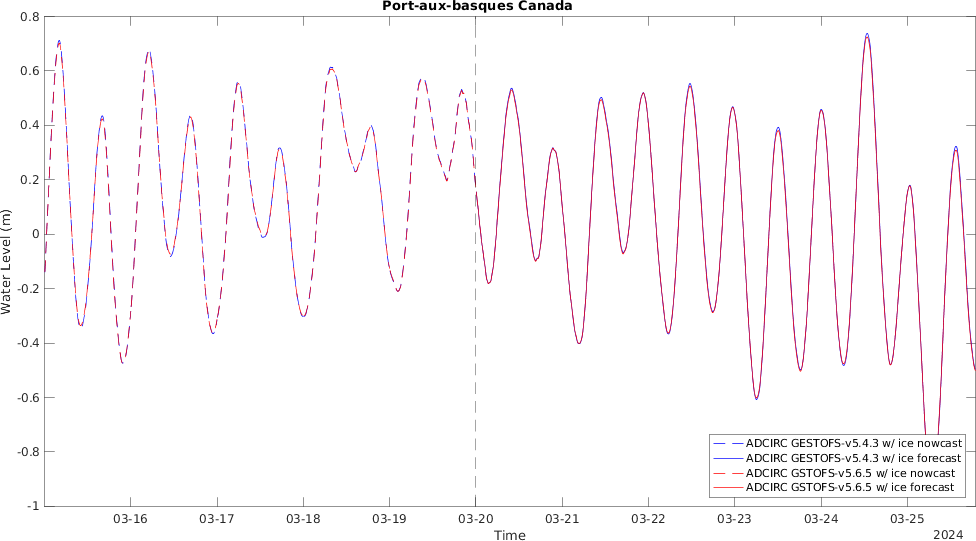 Port-aux-basques Canada
0.8
0.6
0.4
0.2
0
-0.2
-0.4
-0.6
-0.8
-1
Water Level (m)
03-16 03-17 03-18 03-19 03-20 03-21 03-22 03-23 03-24 03-25
Time
2024
ADCIRC GESTOFS-v5.4.3 w/ ice nowcast
ADCIRC GESTOFS-v5.4.3 w/ ice forecast
ADCIRC GSTOFS-v5.6.5 w/ ice nowcast
ADCIRC GSTOFS-v5.6.5 w/ ice forecast